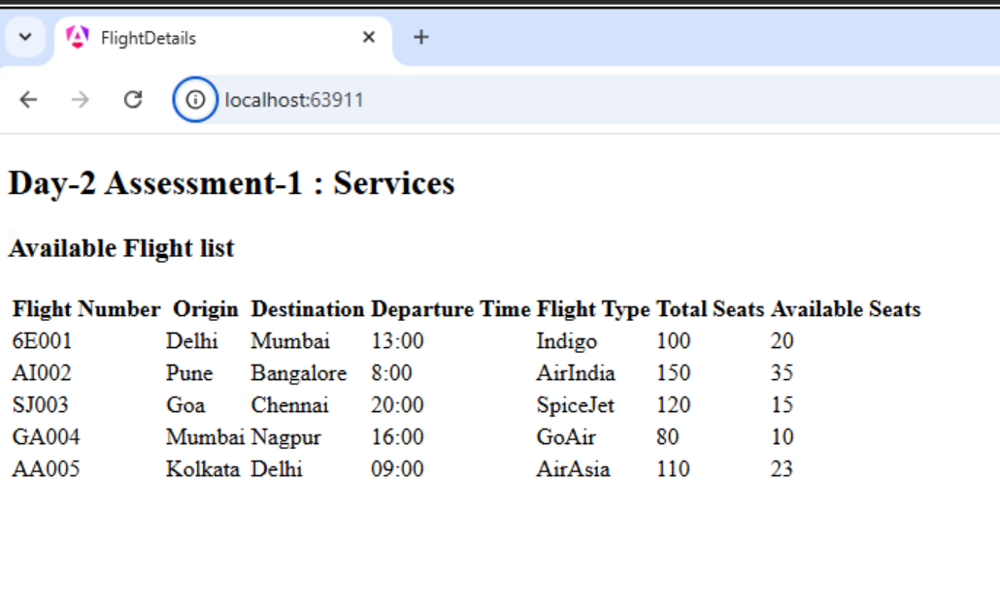 FlightDetails
localhost:63911
Day-2 Assessment-1 : Services
Available Flight list
Flight Number Origin Destination Departure Time Flight Type Total Seats Available Seats
6E001 Delhi Mumbai 13:00 Indigo 100 20
AI002 Pune Bangalore 8:00 AirIndia 150 35
SJ003 Goa Chennai 20:00 SpiceJet 120 15
GA004 Mumbai Nagpur 16:00 GoAir 80 10
AA005 Kolkata Delhi 09:00 AirAsia 110 23